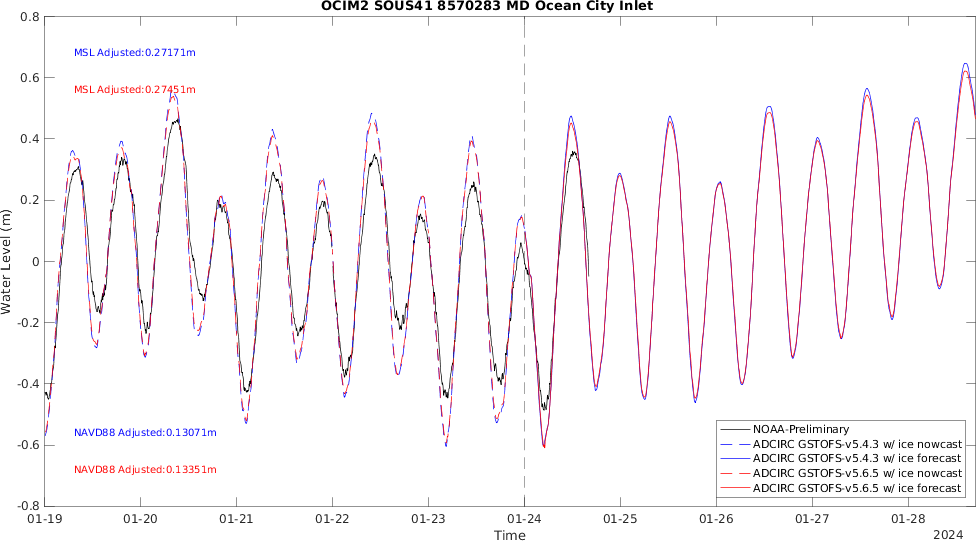 OCIM2 SOUS41 8570283 MD Ocean City Inlet
0.8
0.6
0.4
0.2
0
-0.2
-0.4
-0.6
-0.8
Water Level (m)
MSL Adjusted:0.27171m
MSL Adjusted:0.27451m
NAVD88 Adjusted:0.13071m
NAVD88 Adjusted:0.13351m
NOAA-Preliminary
ADCIRC GSTOFS-v5.4.3 w/ ice nowcast
ADCIRC GSTOFS-v5.4.3 w/ ice forecast
ADCIRC GSTOFS-v5.6.5 w/ ice nowcast
ADCIRC GSTOFS-v5.6.5 w/ ice forecast
01-19 01-20 01-21 01-22 01-23 01-24 01-25 01-26 01-27 01-28
Time
2024